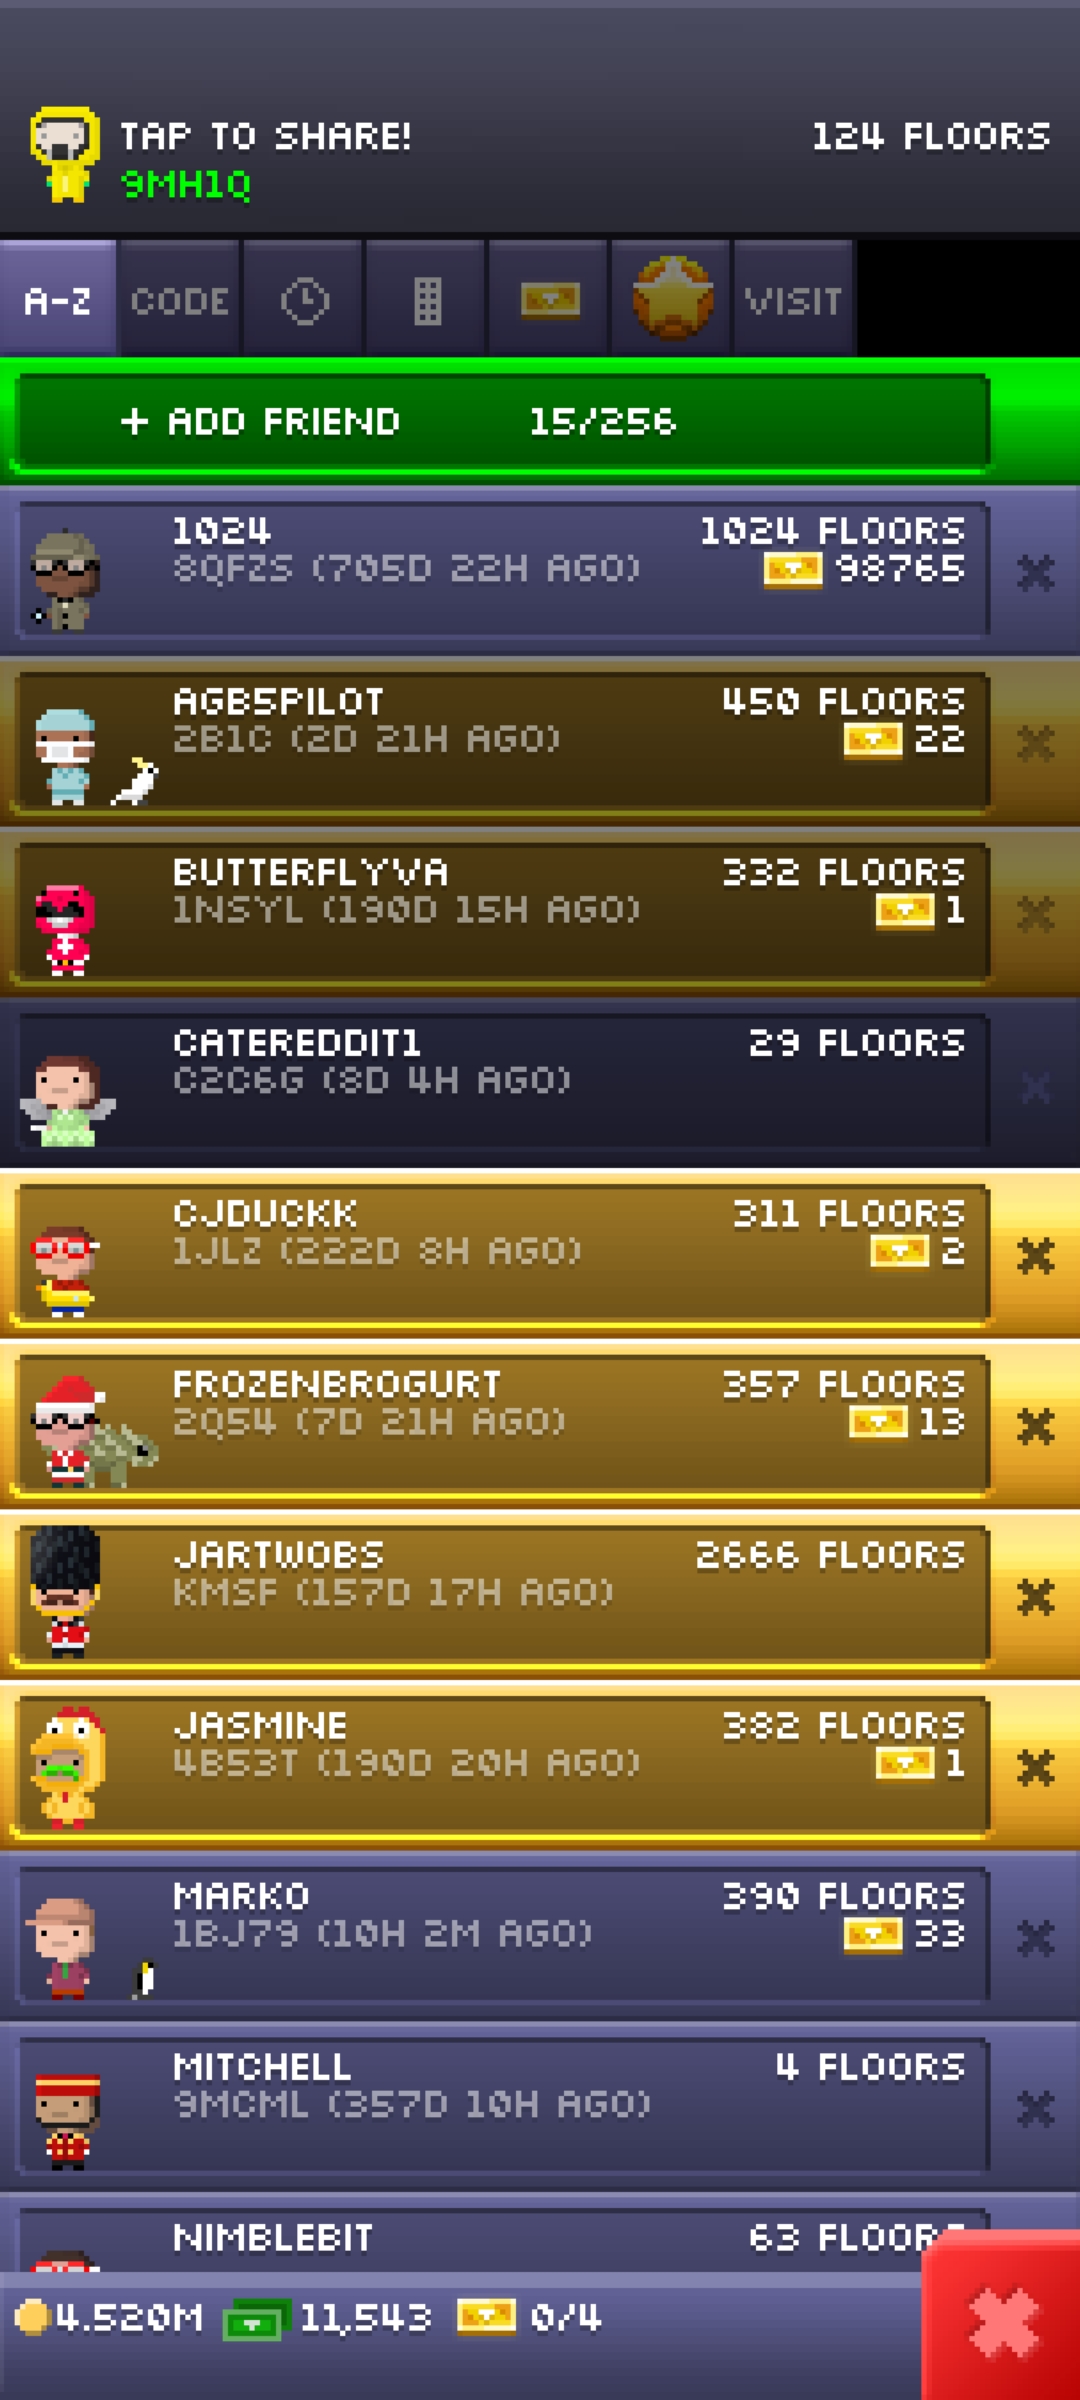 TAP TO SHARE! 124 FLOORS
9MH1Q
A-Z CODE VISIT
+ ADD FRIEND 15/256
1024 1024 FLOORS
8QFZS (705D 22H AGO) 98765
AGB5PILOT 450 FLOORS
2B1C (2D 21H AGO) 22
BUTTERFLYVA 332 FLOORS
1NSYL (190D 15H AGO) 1
CATEREDDIT1 29 FLOORS
C2C6G (8D 4H AGO)
CJDUCKK 311 FLOORS
1JLZ (222D 8H AGO) 2
FROZENBROGURT 357 FLOORS
2Q54 (7D 21H AGO) 13
JARTWOBS 2666 FLOORS
KMSF (157D 17H AGO)
JASMINE 382 FLOORS
4B53T (190D 20H AGO) 1
MARKO 390 FLOORS
1BJ79 (10H 2M AGO) 33
MITCHELL 4 FLOORS
9MCML (357D 10H AGO)
NIMBLEBIT 63 FLOORS
4.520M 11,543 0/4